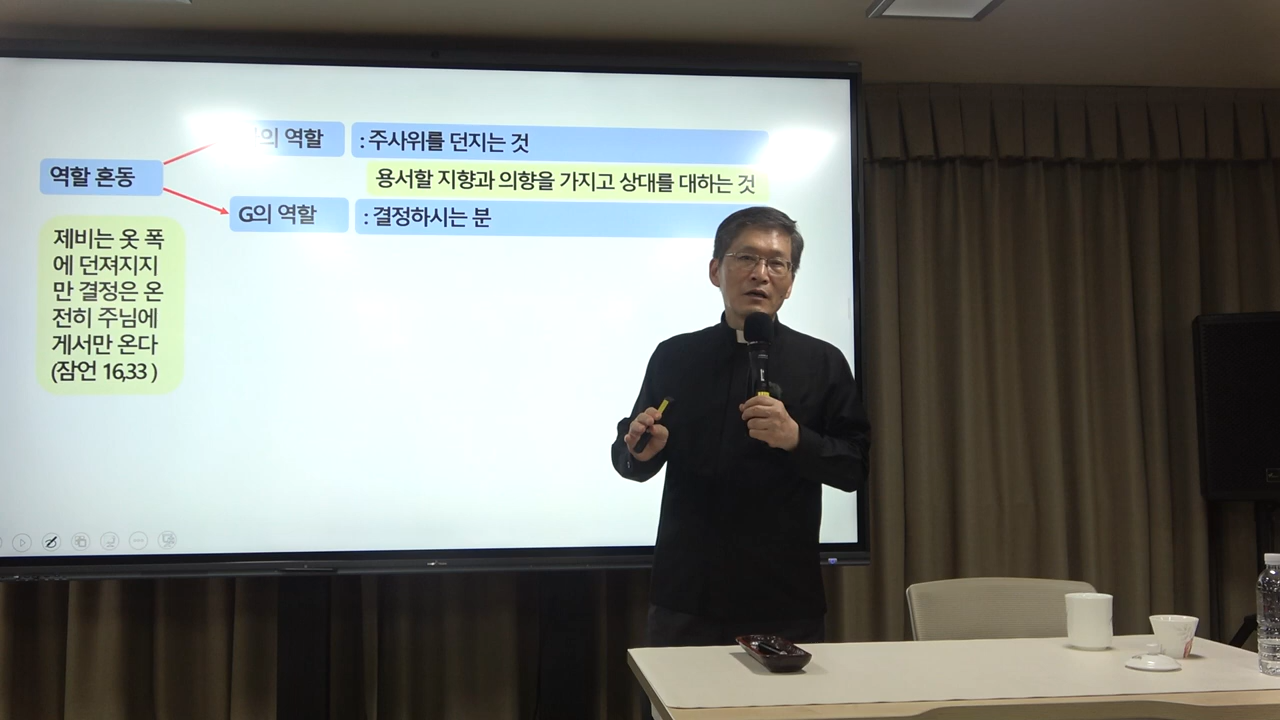 의 역할
: 주사위를 던지는 것
역할 혼동
용서할 지향과 의향을 가지고 상대를 대하는 것
G의 역할
: 결정하시는 분
제비는 옷 폭
에 던져지지
만 결정은 온
전히 주님에
게서만 온다
(잠언 16,33 )